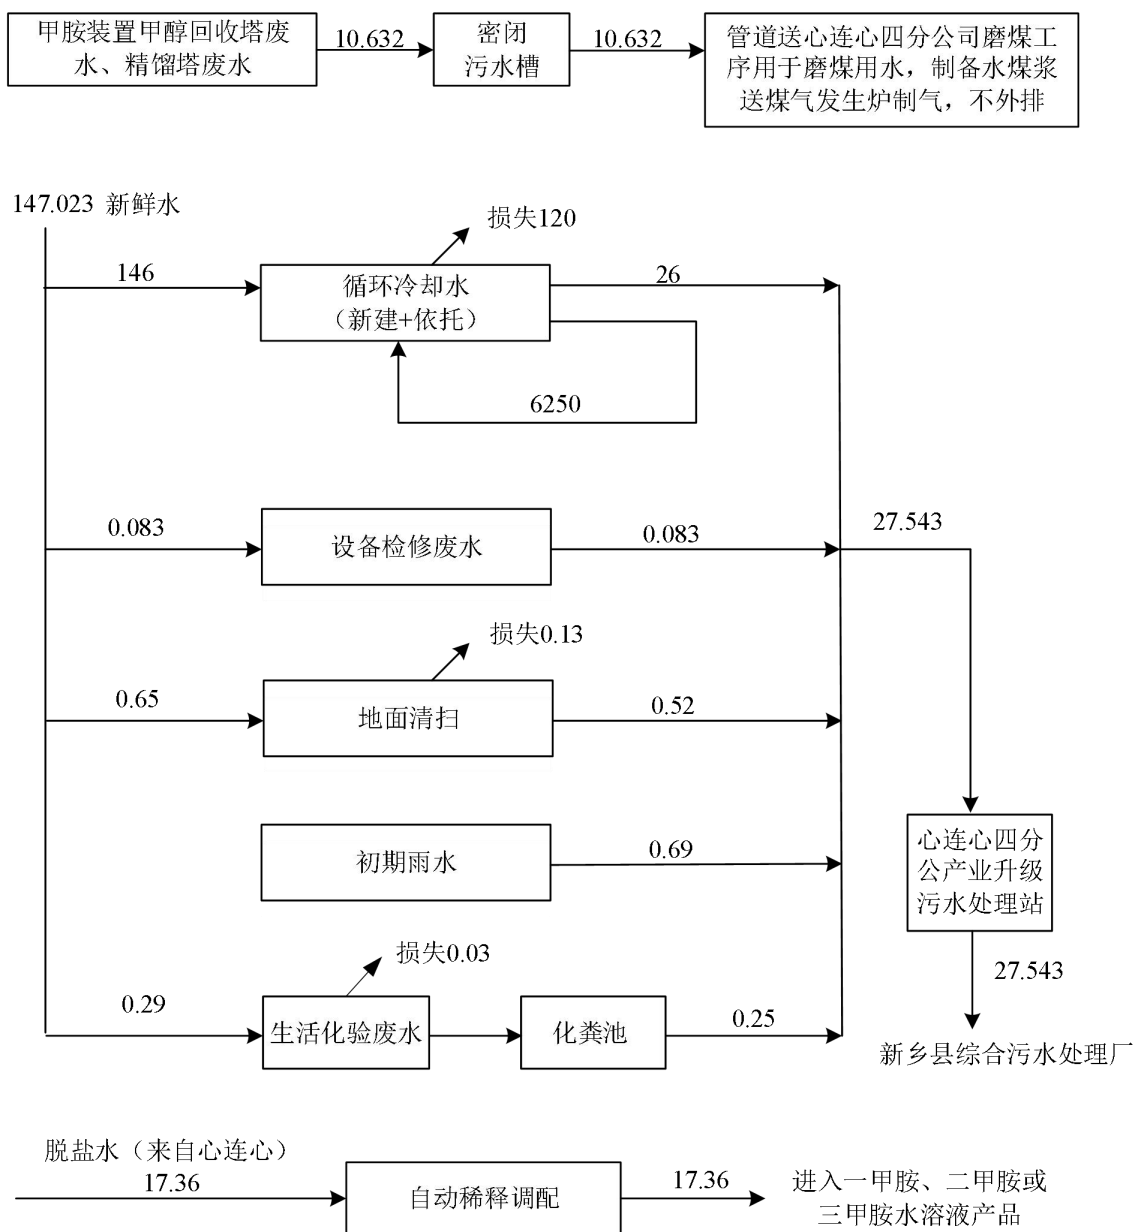 甲胺装置甲醇回收塔废
水、精馏塔废水
10.632
密闭
污水槽
10.632
管道送心连心四分公司磨煤工
序用于磨煤用水，制备水煤浆
送煤气发生炉制气，不外排
147.023 新鲜水
损失120
146
循环冷却水
（新建+依托）
26
6250
0.083
设备检修废水
0.083
27.543
损失0.13
0.65
地面清扫
0.52
初期雨水
0.69
心连心四分
公产业升级
污水处理站
损失0.03
0.29
生活化验废水
化粪池
0.25
27.543
新乡县综合污水处理厂
脱盐水（来自心连心）
17.36
自动稀释调配
17.36
进入一甲胺、二甲胺或
三甲胺水溶液产品